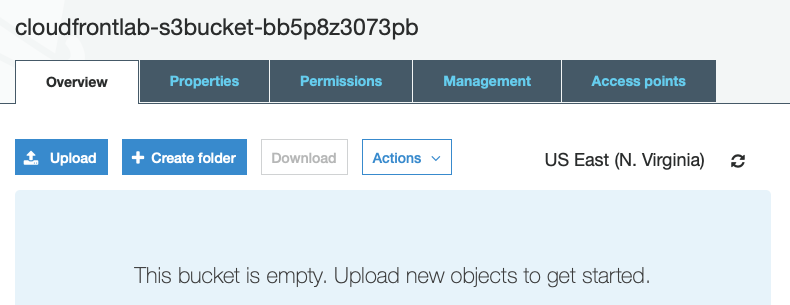 cloudfrontlab-s3bucket-bb5p8z3073pb
Overview Properties Permissions Management Access points
Upload Create folder Download Actions US East (N. Virginia)
This bucket is empty. Upload new objects to get started.